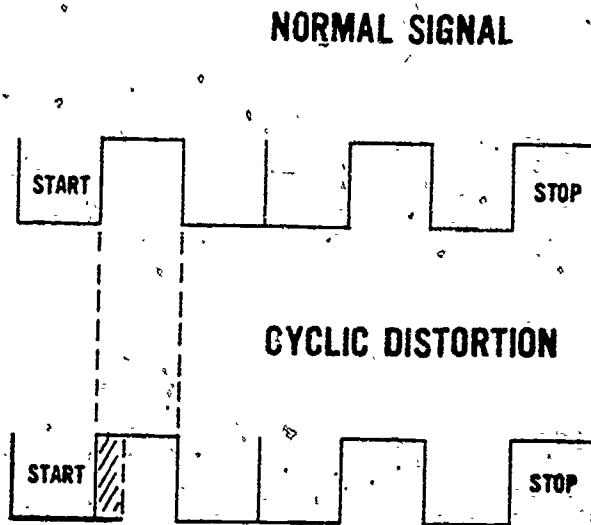 NORMAL SIGNAL
START
STOP
CYCLIC DISTORTION
START
STOP